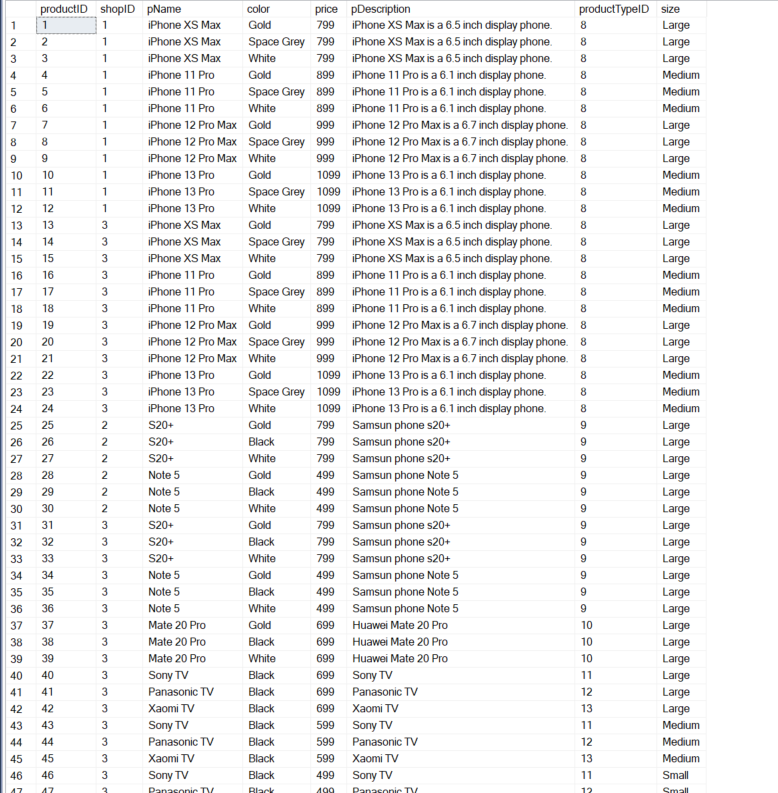 productID shopID pName color price pDescription productTypeID size
1 1 1 iPhone XS Max Gold 799 iPhone XS Max is a 6.5 inch display phone. 8 Large
2 2 1 iPhone XS Max Space Grey 799 iPhone XS Max is a 6.5 inch display phone. 8 Large
3 3 1 iPhone XS Max White 799 iPhone XS Max is a 6.5 inch display phone. 8 Large
4 4 1 iPhone 11 Pro Gold 899 iPhone 11 Pro is a 6.1 inch display phone. 8 Medium
5 5 1 iPhone 11 Pro Space Grey 899 iPhone 11 Pro is a 6.1 inch display phone. 8 Medium
6 6 1 iPhone 11 Pro White 899 iPhone 11 Pro is a 6.1 inch display phone. 8 Medium
7 7 1 iPhone 12 Pro Max Gold 999 iPhone 12 Pro Max is a 6.7 inch display phone. 8 Large
8 8 1 iPhone 12 Pro Max Space Grey 999 iPhone 12 Pro Max is a 6.7 inch display phone. 8 Large
9 9 1 iPhone 12 Pro Max White 999 iPhone 12 Pro Max is a 6.7 inch display phone. 8 Large
10 10 1 iPhone 13 Pro Gold 1099 iPhone 13 Pro is a 6.1 inch display phone. 8 Medium
11 11 1 iPhone 13 Pro Space Grey 1099 iPhone 13 Pro is a 6.1 inch display phone. 8 Medium
12 12 1 iPhone 13 Pro White 1099 iPhone 13 Pro is a 6.1 inch display phone. 8 Medium
13 13 3 iPhone XS Max Gold 799 iPhone XS Max is a 6.5 inch display phone. 8 Large
14 14 3 iPhone XS Max Space Grey 799 iPhone XS Max is a 6.5 inch display phone. 8 Large
15 15 3 iPhone XS Max White 799 iPhone XS Max is a 6.5 inch display phone. 8 Large
16 16 3 iPhone 11 Pro Gold 899 iPhone 11 Pro is a 6.1 inch display phone. 8 Medium
17 17 3 iPhone 11 Pro Space Grey 899 iPhone 11 Pro is a 6.1 inch display phone. 8 Medium
18 18 3 iPhone 11 Pro White 899 iPhone 11 Pro is a 6.1 inch display phone. 8 Medium
19 19 3 iPhone 12 Pro Max Gold 999 iPhone 12 Pro Max is a 6.7 inch display phone. 8 Large
20 20 3 iPhone 12 Pro Max Space Grey 999 iPhone 12 Pro Max is a 6.7 inch display phone. 8 Large
21 21 3 iPhone 12 Pro Max White 999 iPhone 12 Pro Max is a 6.7 inch display phone. 8 Large
22 22 3 iPhone 13 Pro Gold 1099 iPhone 13 Pro is a 6.1 inch display phone. 8 Medium
23 23 3 iPhone 13 Pro Space Grey 1099 iPhone 13 Pro is a 6.1 inch display phone. 8 Medium
24 24 3 iPhone 13 Pro White 1099 iPhone 13 Pro is a 6.1 inch display phone. 8 Medium
25 25 2 S20+ Gold 799 Samsun phone s20+ 9 Large
26 26 2 S20+ Black 799 Samsun phone s20+ 9 Large
27 27 2 S20+ White 799 Samsun phone s20+ 9 Large
28 28 2 Note 5 Gold 499 Samsun phone Note 5 9 Large
29 29 2 Note 5 Black 499 Samsun phone Note 5 9 Large
30 30 2 Note 5 White 499 Samsun phone Note 5 9 Large
31 31 3 S20+ Gold 799 Samsun phone s20+ 9 Large
32 32 3 S20+ Black 799 Samsun phone s20+ 9 Large
33 33 3 S20+ White 799 Samsun phone s20+ 9 Large
34 34 3 Note 5 Gold 499 Samsun phone Note 5 9 Large
35 35 3 Note 5 Black 499 Samsun phone Note 5 9 Large
36 36 3 Note 5 White 499 Samsun phone Note 5 9 Large
37 37 3 Mate 20 Pro Gold 699 Huawei Mate 20 Pro 10 Large
38 38 3 Mate 20 Pro Black 699 Huawei Mate 20 Pro 10 Large
39 39 3 Mate 20 Pro White 699 Huawei Mate 20 Pro 10 Large
40 40 3 Sony TV Black 699 Sony TV 11 Large
41 41 3 Panasonic TV Black 699 Panasonic TV 12 Large
42 42 3 Xaomi TV Black 699 Xaomi TV 13 Large
43 43 3 Sony TV Black 599 Sony TV 11 Medium
44 44 3 Panasonic TV Black 599 Panasonic TV 12 Medium
45 45 3 Xaomi TV Black 599 Xaomi TV 13 Medium
46 46 3 Sony TV Black 499 Sony TV 11 Small
47 47 3 Panasonic TV Black 499 Panasonic TV 12 Small